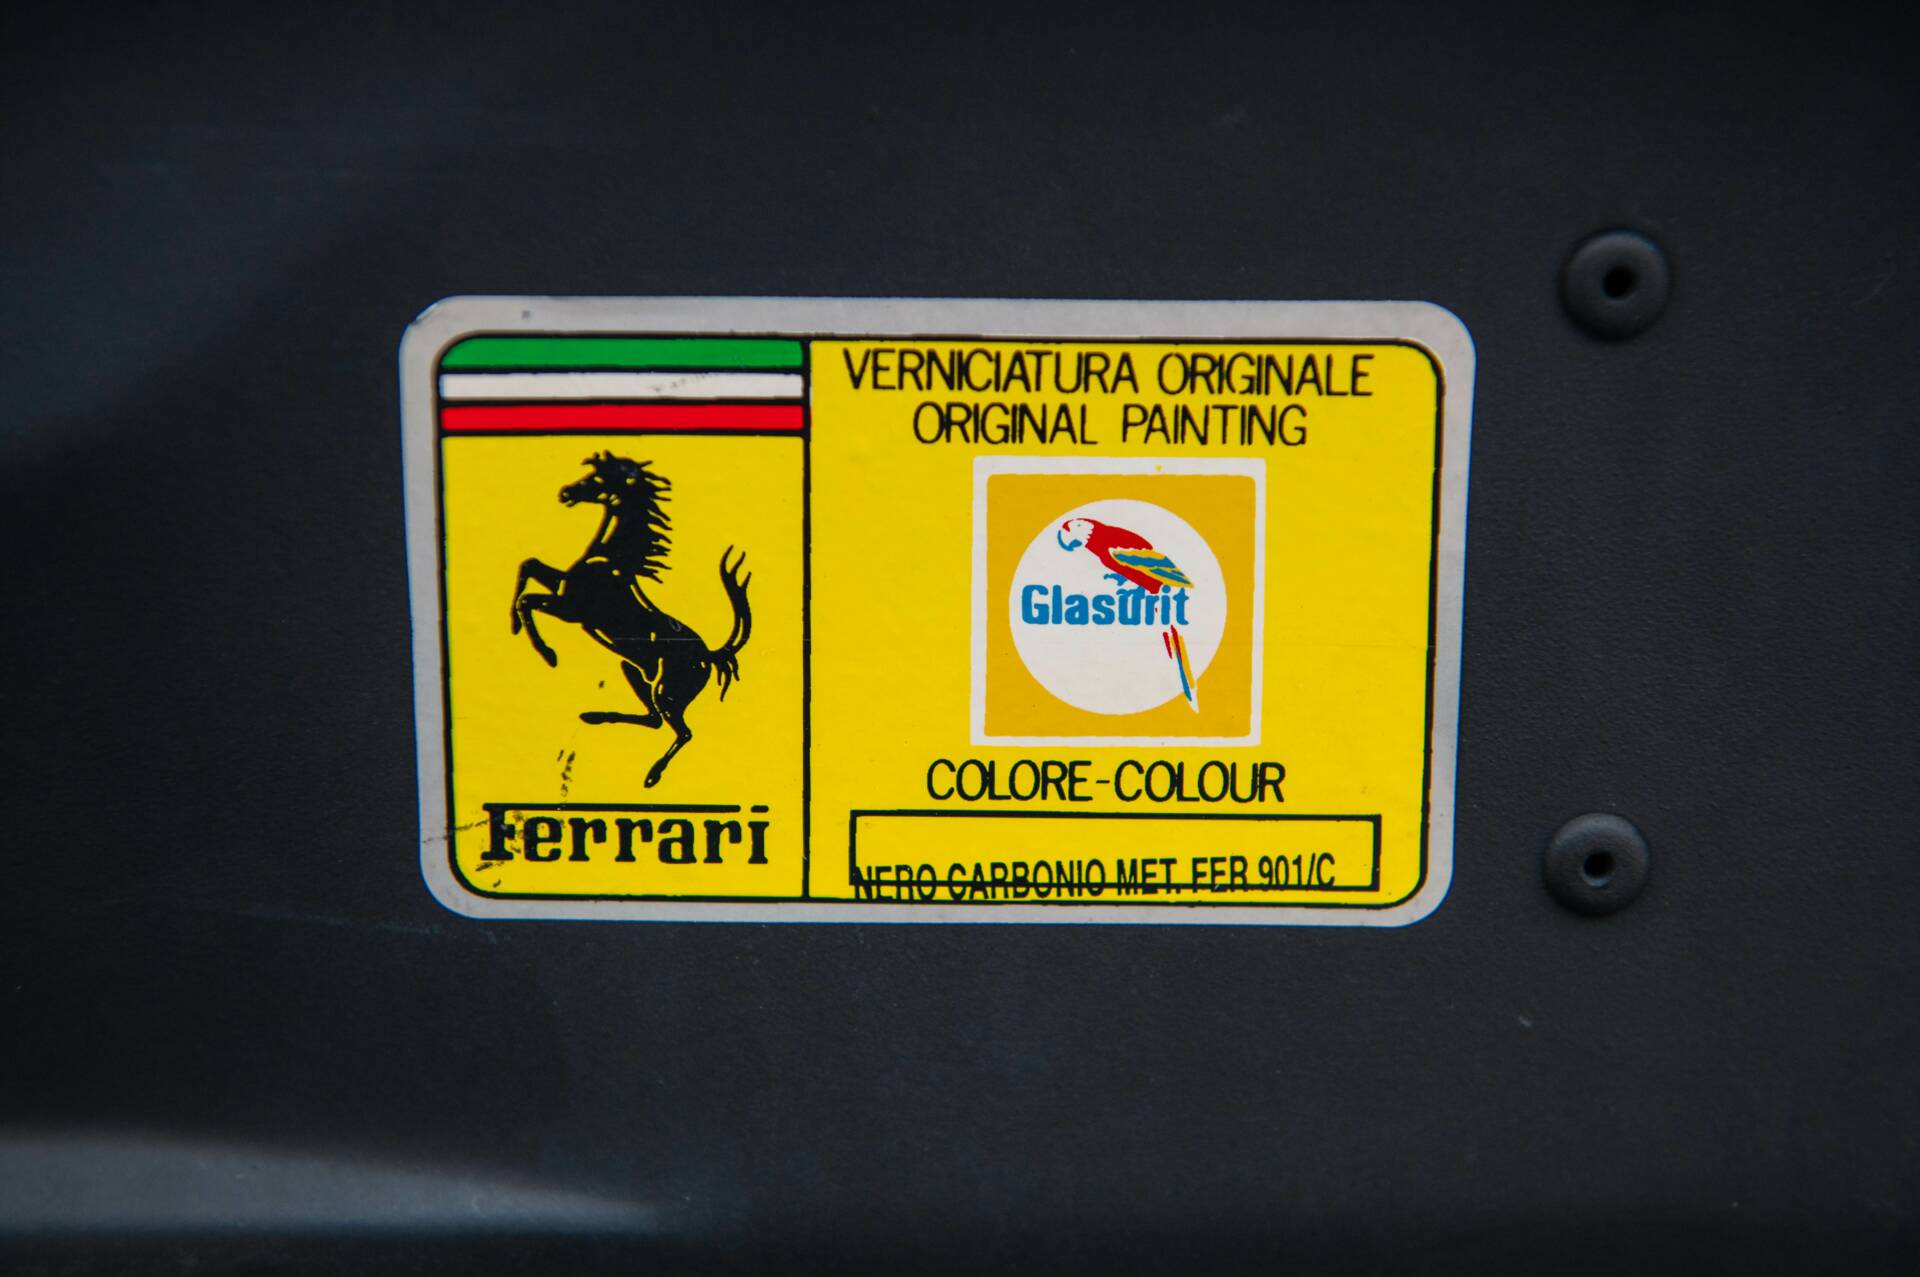 VERNICIATURA ORIGINALE
ORIGINAL PAINTING
Glasurit
COLORE-COLOUR
NERO CARBONIO MET. FER 901/C
Ferrari